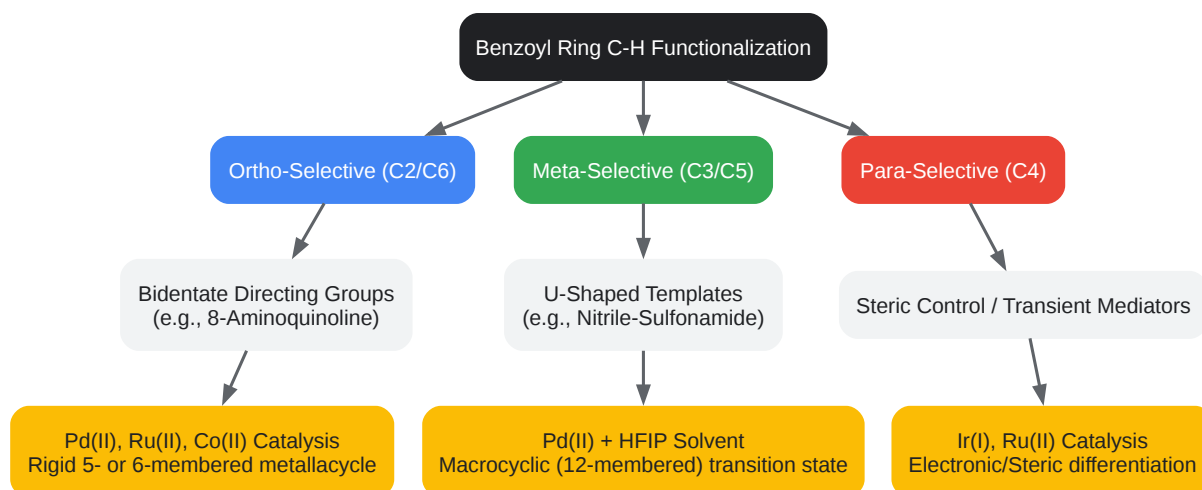 Benzoyl Ring C-H Functionalization
Ortho-Selective (C2/C6)
Meta-Selective (C3/C5)
Para-Selective (C4)
Bidentate Directing Groups
(e.g., 8-Aminoquinoline)
U-Shaped Templates
(e.g., Nitrile-Sulfonamide)
Steric Control / Transient Mediators
Pd(II), Ru(II), Co(II) Catalysis
Rigid 5- or 6-membered metallacycle
Pd(II) + HFIP Solvent
Macrocyclic (12-membered) transition state
Ir(I), Ru(II) Catalysis
Electronic/Steric differentiation